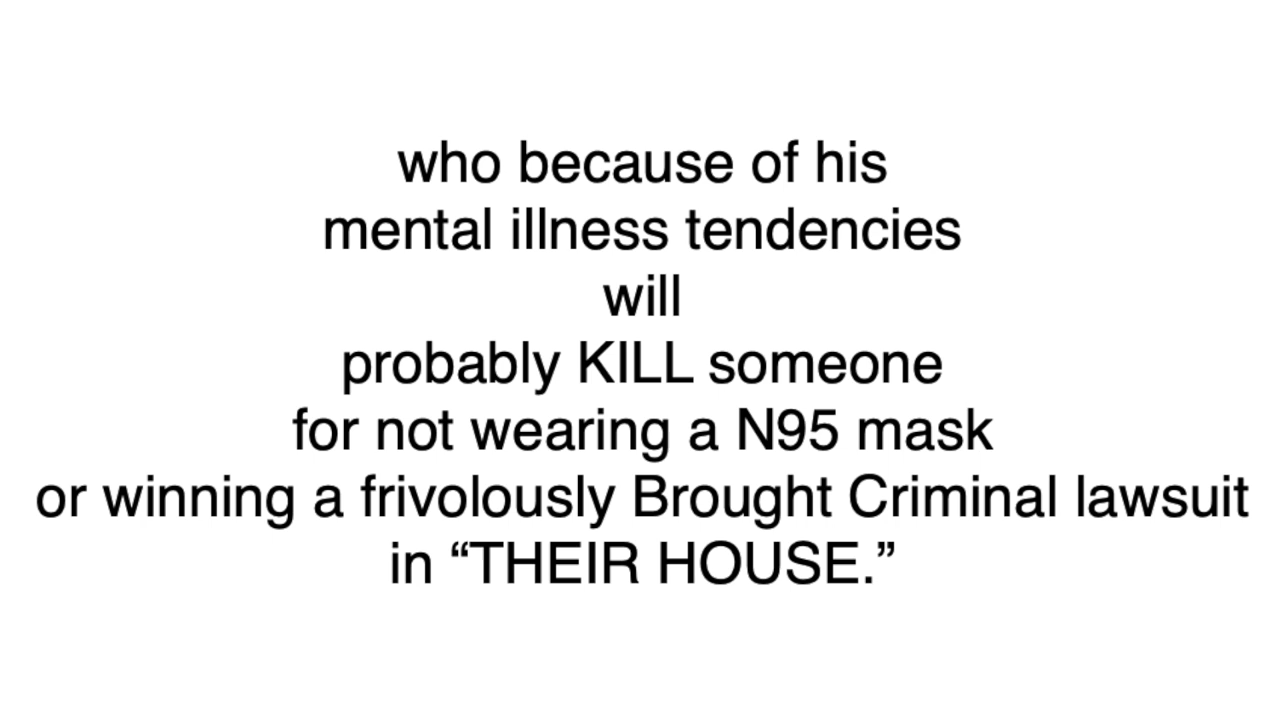 who because of his
mental illness tendencies
will
probably KILL someone
for not wearing a N95 mask
or winning a frivolously Brought Criminal lawsuit
in “THEIR HOUSE.”